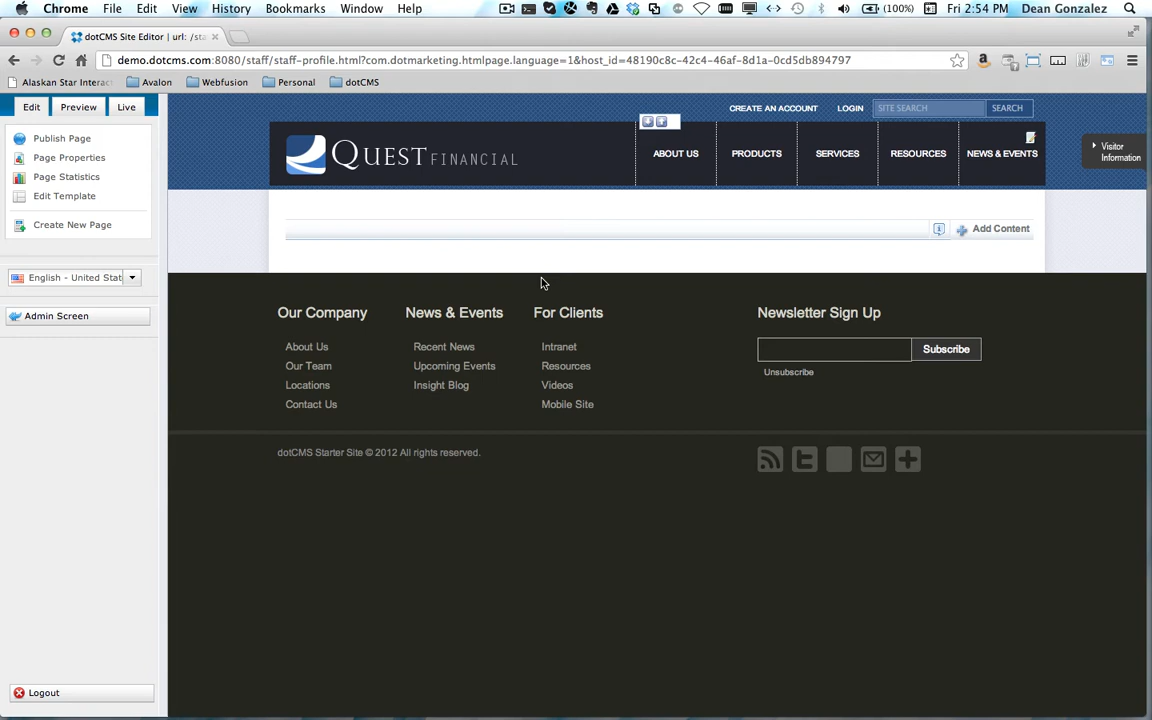 Chrome File Edit View History Bookmarks Window Help (100%) Fri 2:54 PM Dean Gonzalez
dotCMS Site Editor | url: /sta
demo.dotcms.com:8080/staff/staff-profile.html?com.dotmarketing.htmlpage.language=1&host_id=48190c8c-42c4-46af-8d1a-0cd5db894797
Alaskan Star Interac Avalon Webfusion Personal dotCMS
Edit Preview Live
CREATE AN ACCOUNT LOGIN SITE SEARCH SEARCH
Publish Page
Page Properties
Page Statistics
Edit Template
Create New Page
English - United Stat
Admin Screen
Logout
QUEST FINANCIAL
ABOUT US PRODUCTS SERVICES RESOURCES NEWS & EVENTS
Visitor
Information
Add Content
Our Company
About Us
Our Team
Locations
Contact Us
News & Events
Recent News
Upcoming Events
Insight Blog
For Clients
Intranet
Resources
Videos
Mobile Site
Newsletter Sign Up
Subscribe
Unsubscribe
dotCMS Starter Site © 2012 All rights reserved.